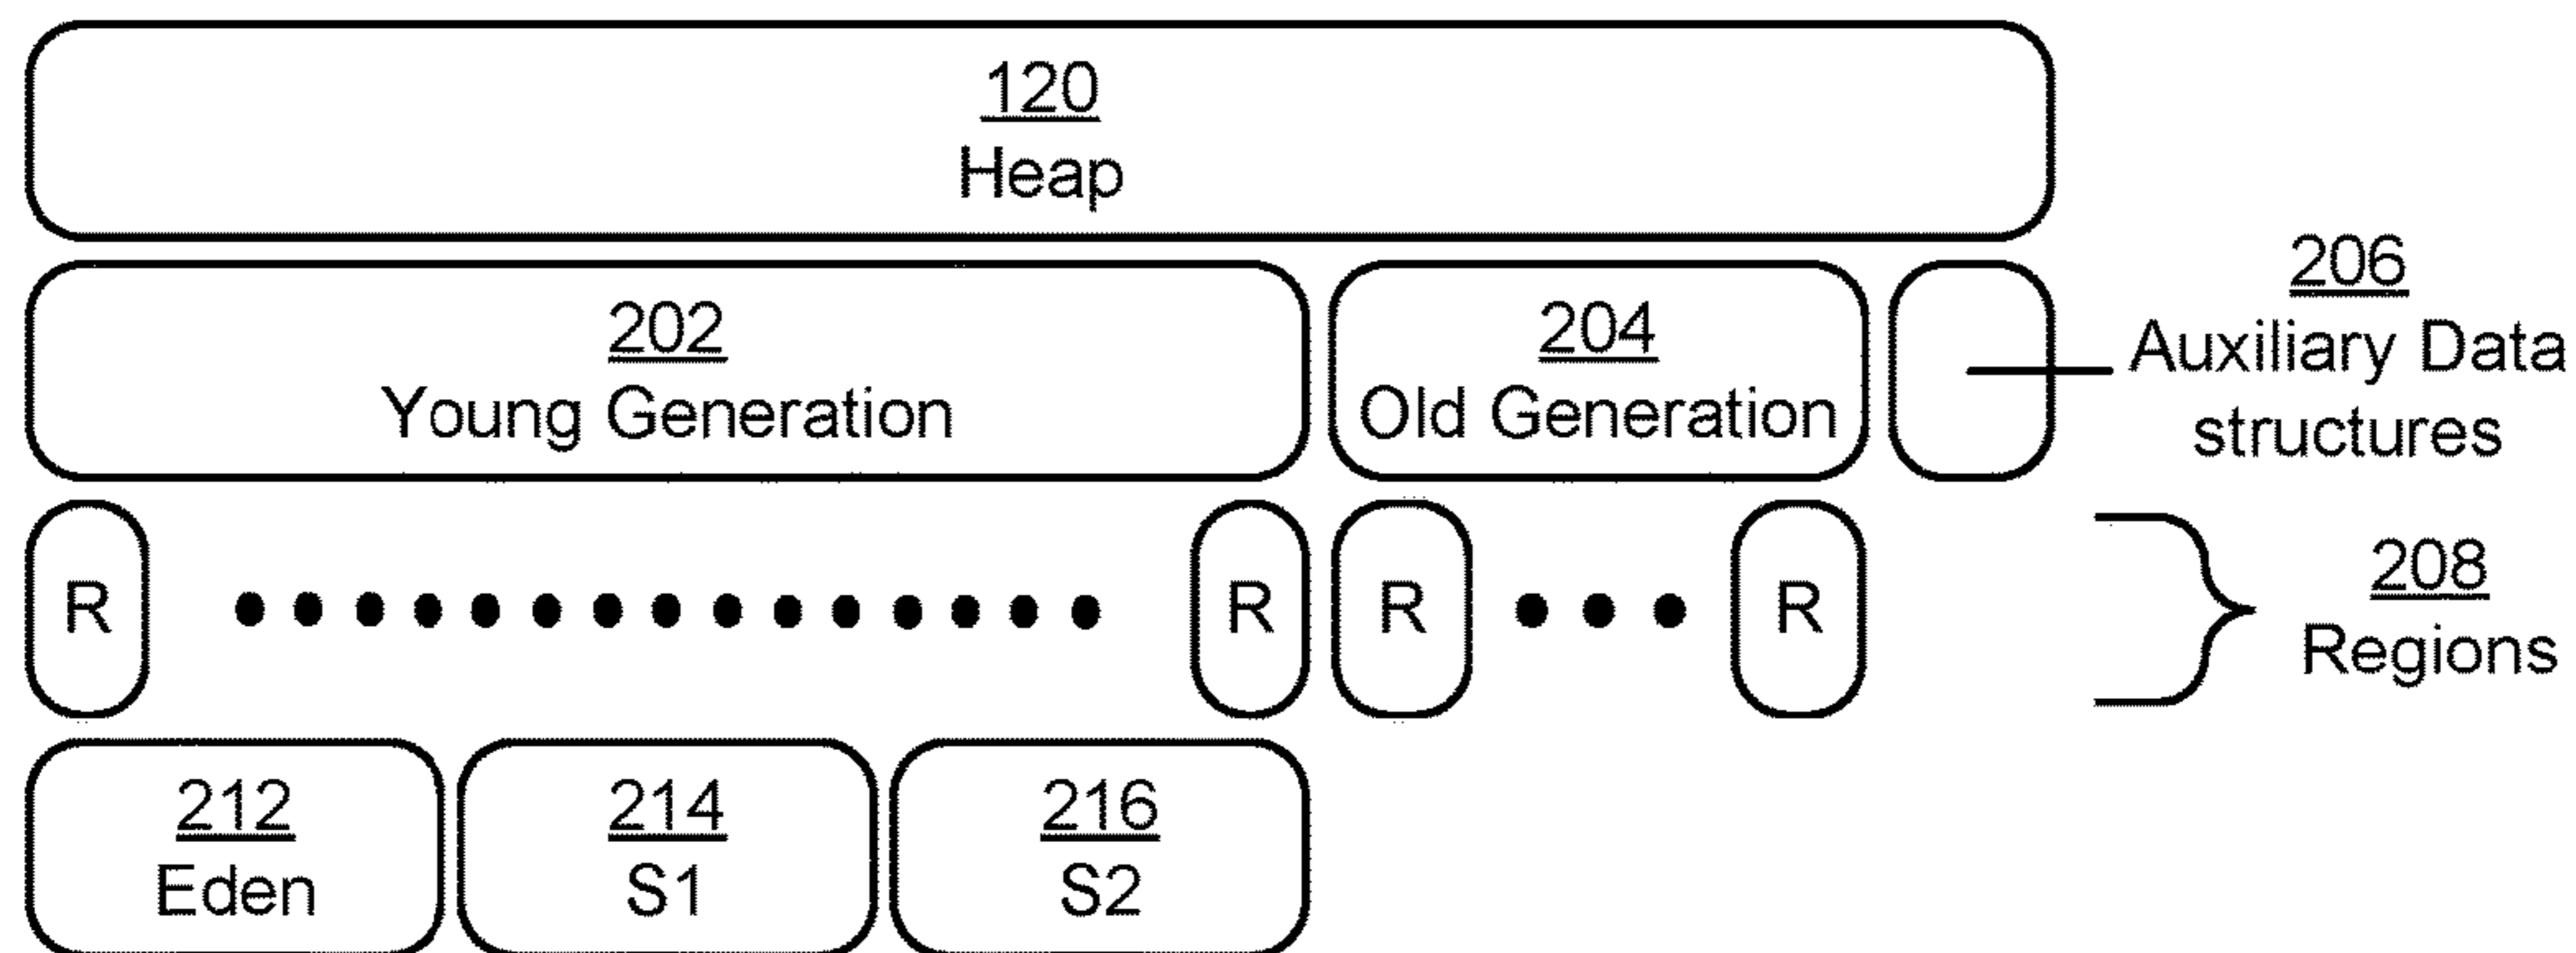 120
Heap
202
Young Generation
204
Old Generation
206
Auxiliary Data
structures
R
R
R
R
208
Regions
212
Eden
214
S1
216
S2